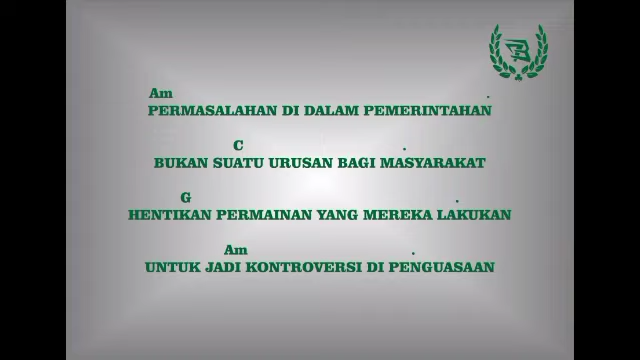 Am .
PERMASALAHAN DI DALAM PEMERINTAHAN
C .
BUKAN SUATU URUSAN BAGI MASYARAKAT
G .
HENTIKAN PERMAINAN YANG MEREKA LAKUKAN
Am .
UNTUK JADI KONTROVERSI DI PENGUASAAN